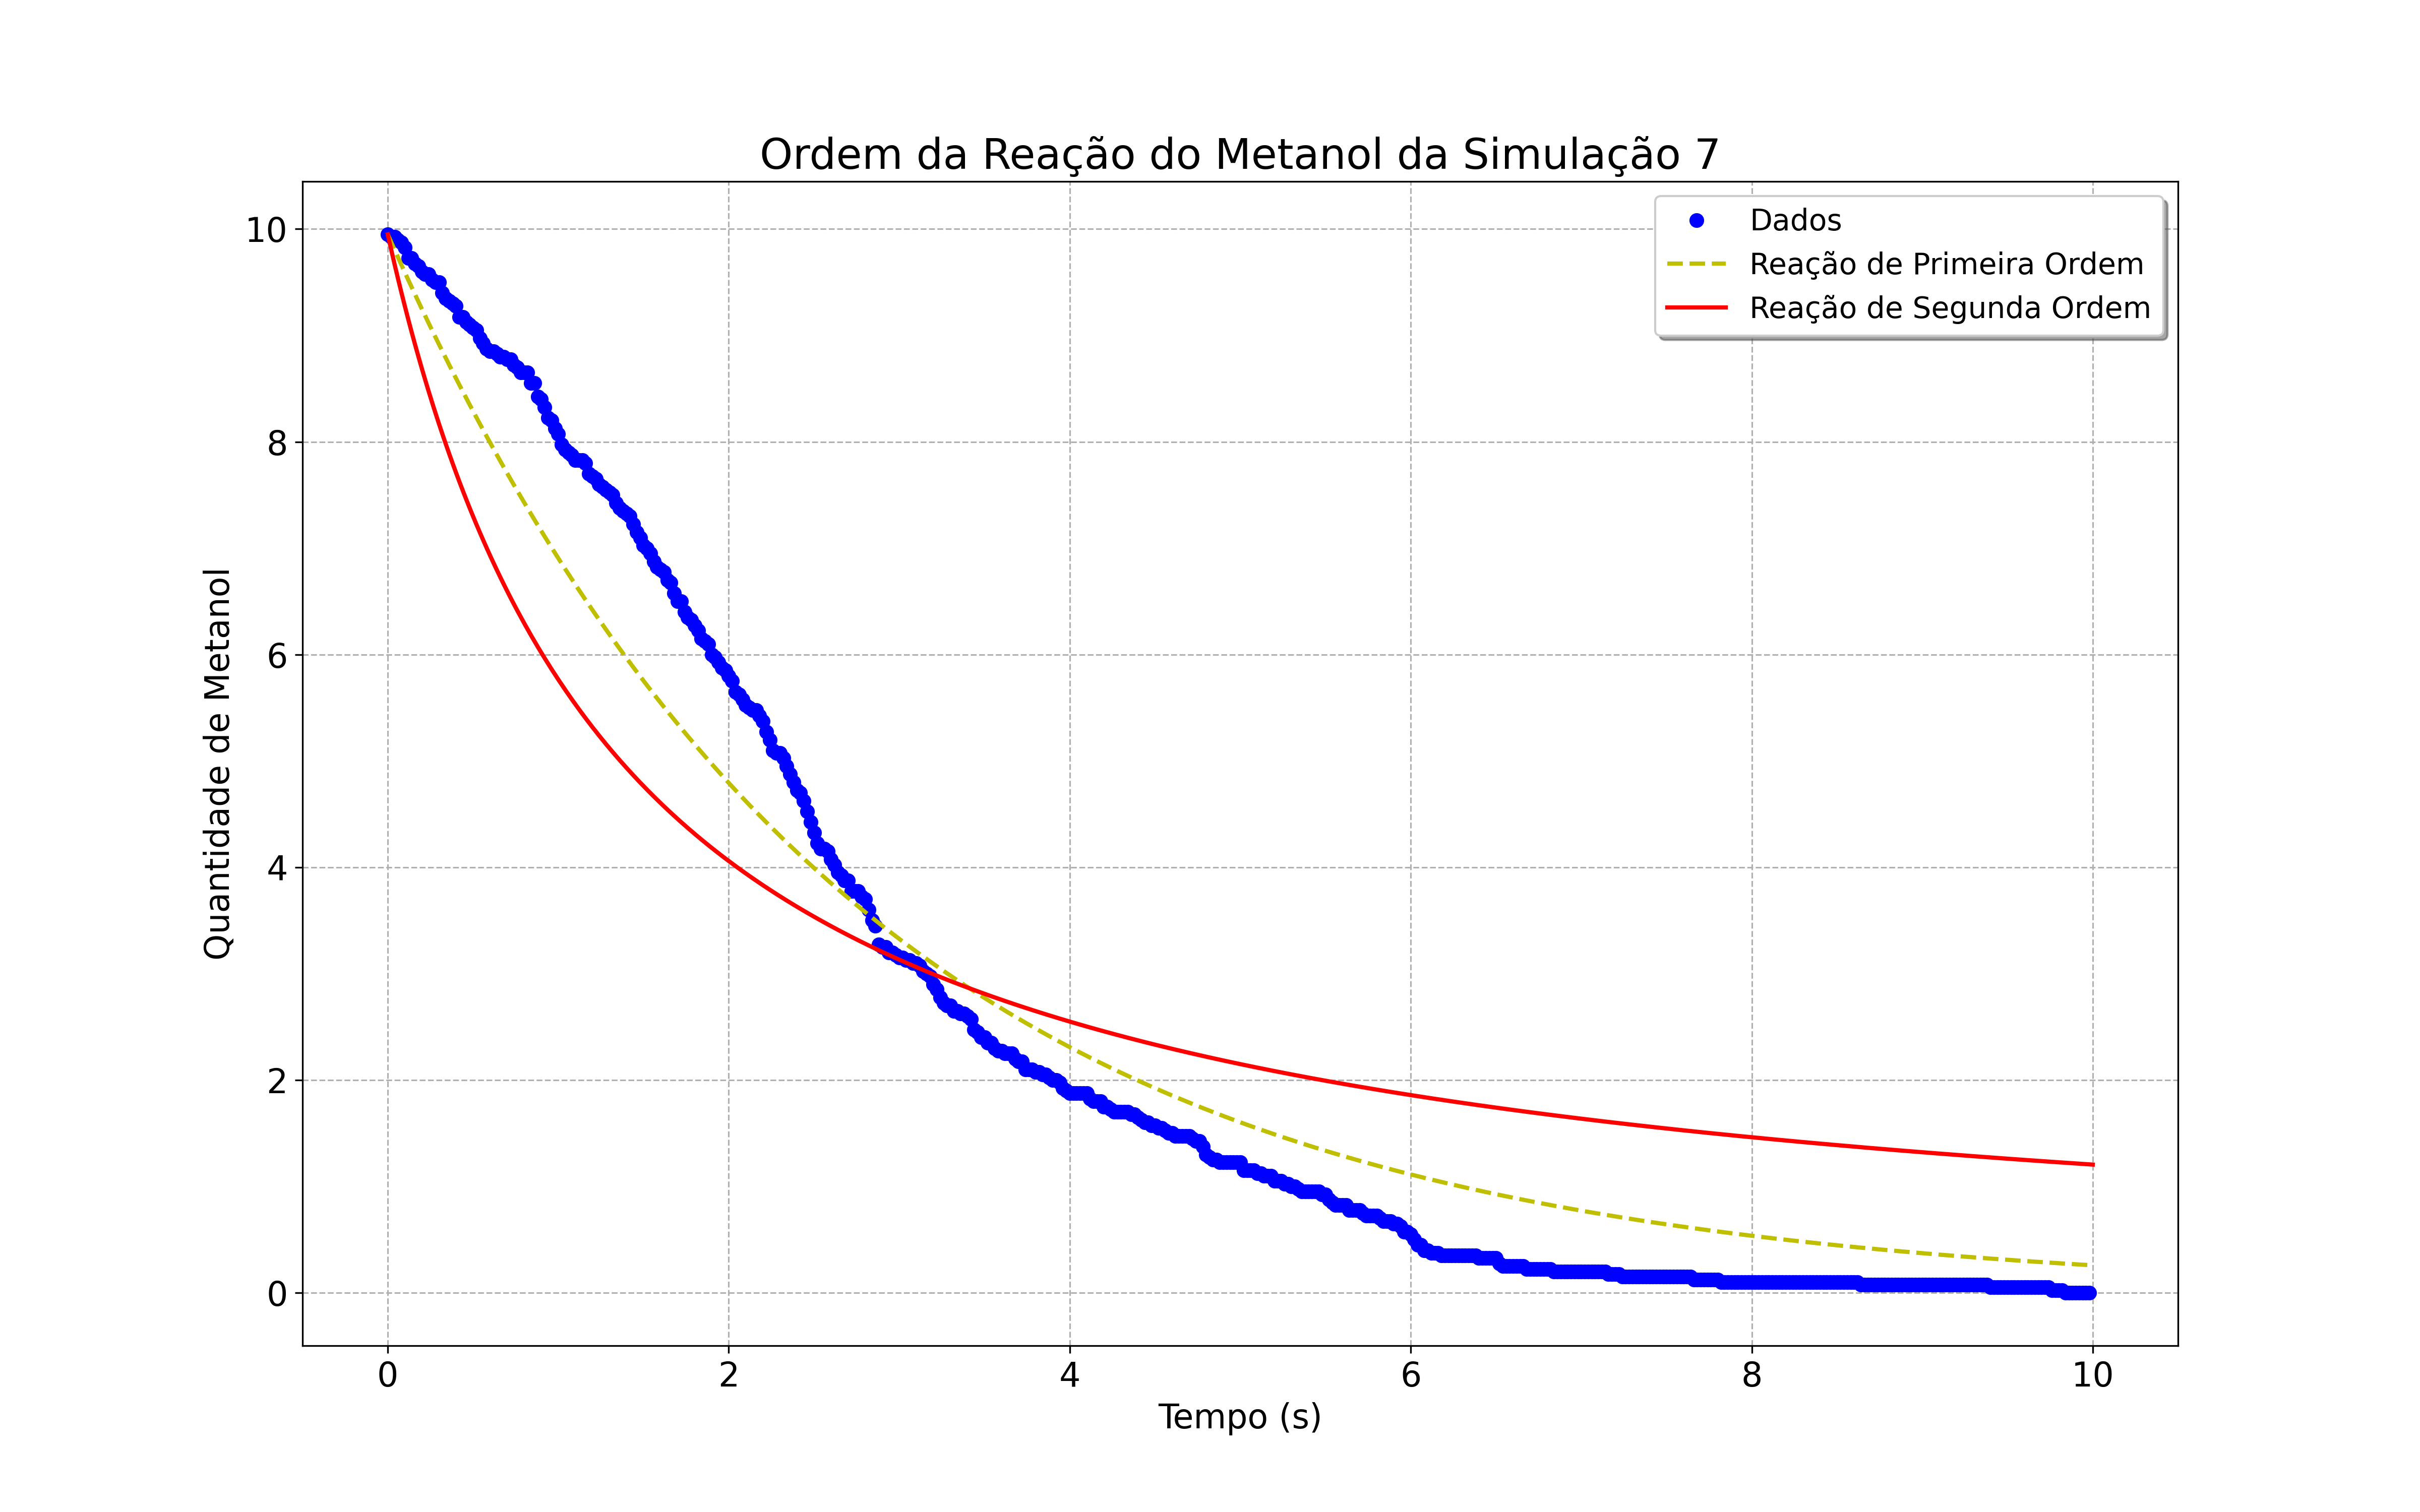 Ordem da Reação do Metanol da Simulação 7
Dados
Reação de Primeira Ordem
Reação de Segunda Ordem
Quantidade de Metanol
10
8
6
4
2
0
0 2 4 6 8 10
Tempo (s)